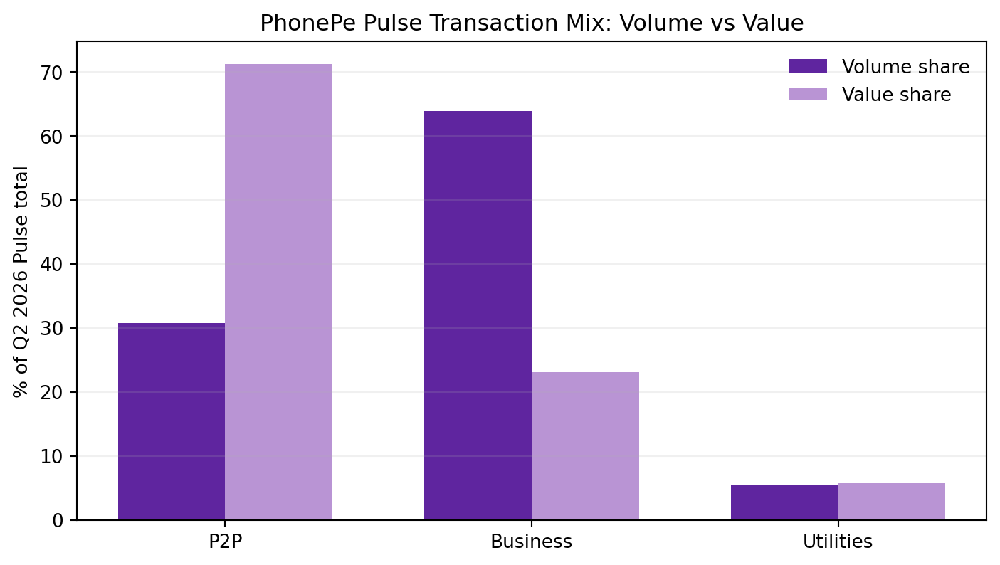 PhonePe Pulse Transaction Mix: Volume vs Value
Volume share
Value share
% of Q2 2026 Pulse total
70
60
50
40
30
20
10
0
P2P
Business
Utilities